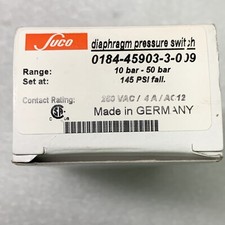 Suco
diaphragm pressure switch
0184-45903-3-009
Range: 10 bar - 50 bar
Set at: 145 PSI fall.
Contact Rating: 250 VAC / 4 A / AC12
Made in GERMANY